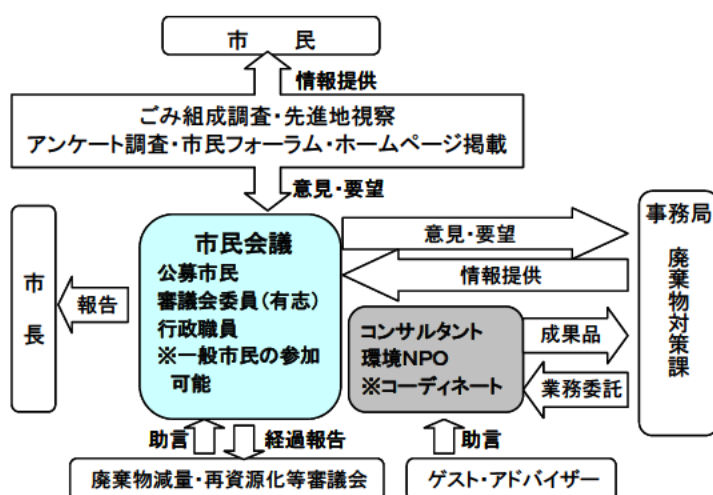 市　民
情報提供
ごみ組成調査・先進地視察
アンケート調査・市民フォーラム・ホームページ掲載
意見・要望
市民会議
公募市民
審議会委員(有志)
行政職員
※一般市民の参加
可能
市長
報告
意見・要望
情報提供
事務局
廃棄物対策課
コンサルタント
環境NPO
※コーディネート
成果品
業務委託
助言
経過報告
助言
廃棄物減量・再資源化等審議会
ゲスト・アドバイザー